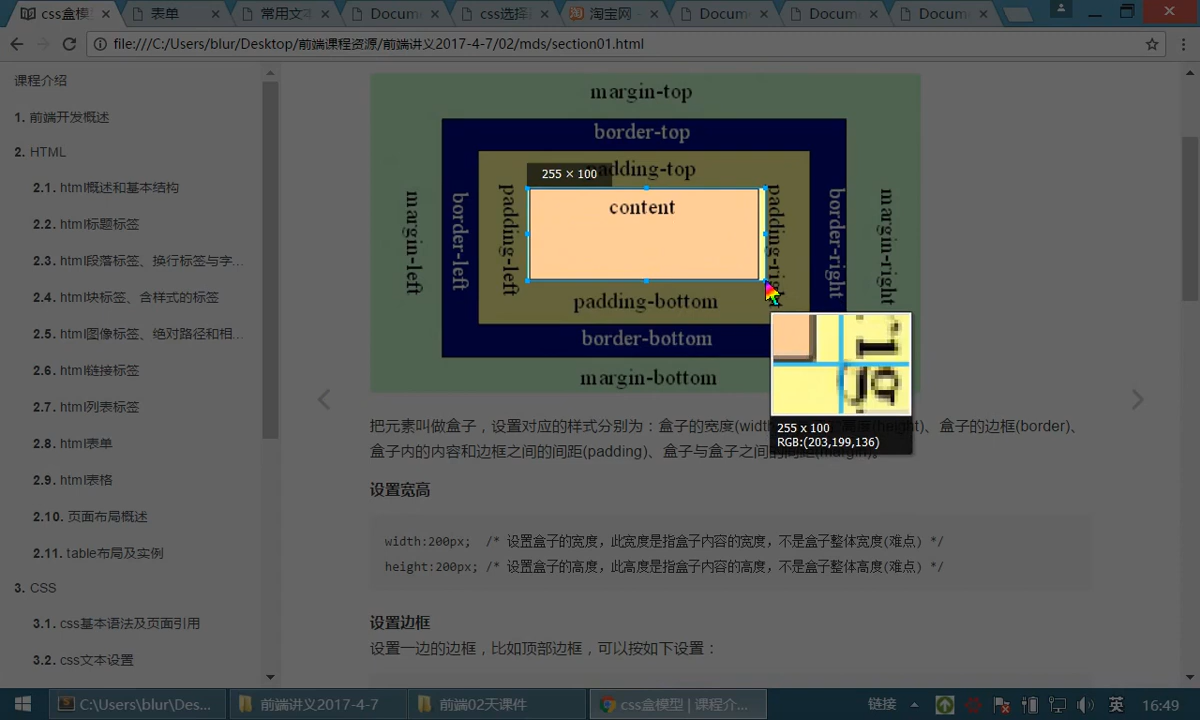 css盒模 表单 常用文 Docum css选择 淘宝网 Docum Docum Docum
file:///C:/Users/blur/Desktop/前端课程资源/前端讲义2017-4-7/02/mds/section01.html
课程介绍
1. 前端开发概述
2. HTML
2.1. html概述和基本结构
2.2. html标题标签
2.3. html段落标签、换行标签与字...
2.4. html块标签、含样式的标签
2.5. html图像标签、绝对路径和相...
2.6. html链接标签
2.7. html列表标签
2.8. html表单
2.9. html表格
2.10. 页面布局概述
2.11. table布局及实例
3. CSS
3.1. css基本语法及页面引用
3.2. css文本设置
margin-top
border-top
padding-top
255 × 100
content
margin-left
border-left
padding-left
padding-right
border-right
margin-right
padding-bottom
border-bottom
margin-bottom
255 x 100
RGB:(203,199,136)
把元素叫做盒子，设置对应的样式分别为：盒子的宽度(width (height)、盒子的边框(border)、
盒子内的内容和边框之间的间距(padding)、盒子与盒子之间的间距(margin)。
设置宽高
width:200px; /* 设置盒子的宽度，此宽度是指盒子内容的宽度，不是盒子整体宽度(难点) */
height:200px; /* 设置盒子的高度，此高度是指盒子内容的高度，不是盒子整体高度(难点) */
设置边框
设置一边的边框，比如顶部边框，可以按如下设置：
C:\Users\blur\Des... 前端讲义2017-4-7 前端02天课件 css盒模型 | 课程介... 链接 英 16:49